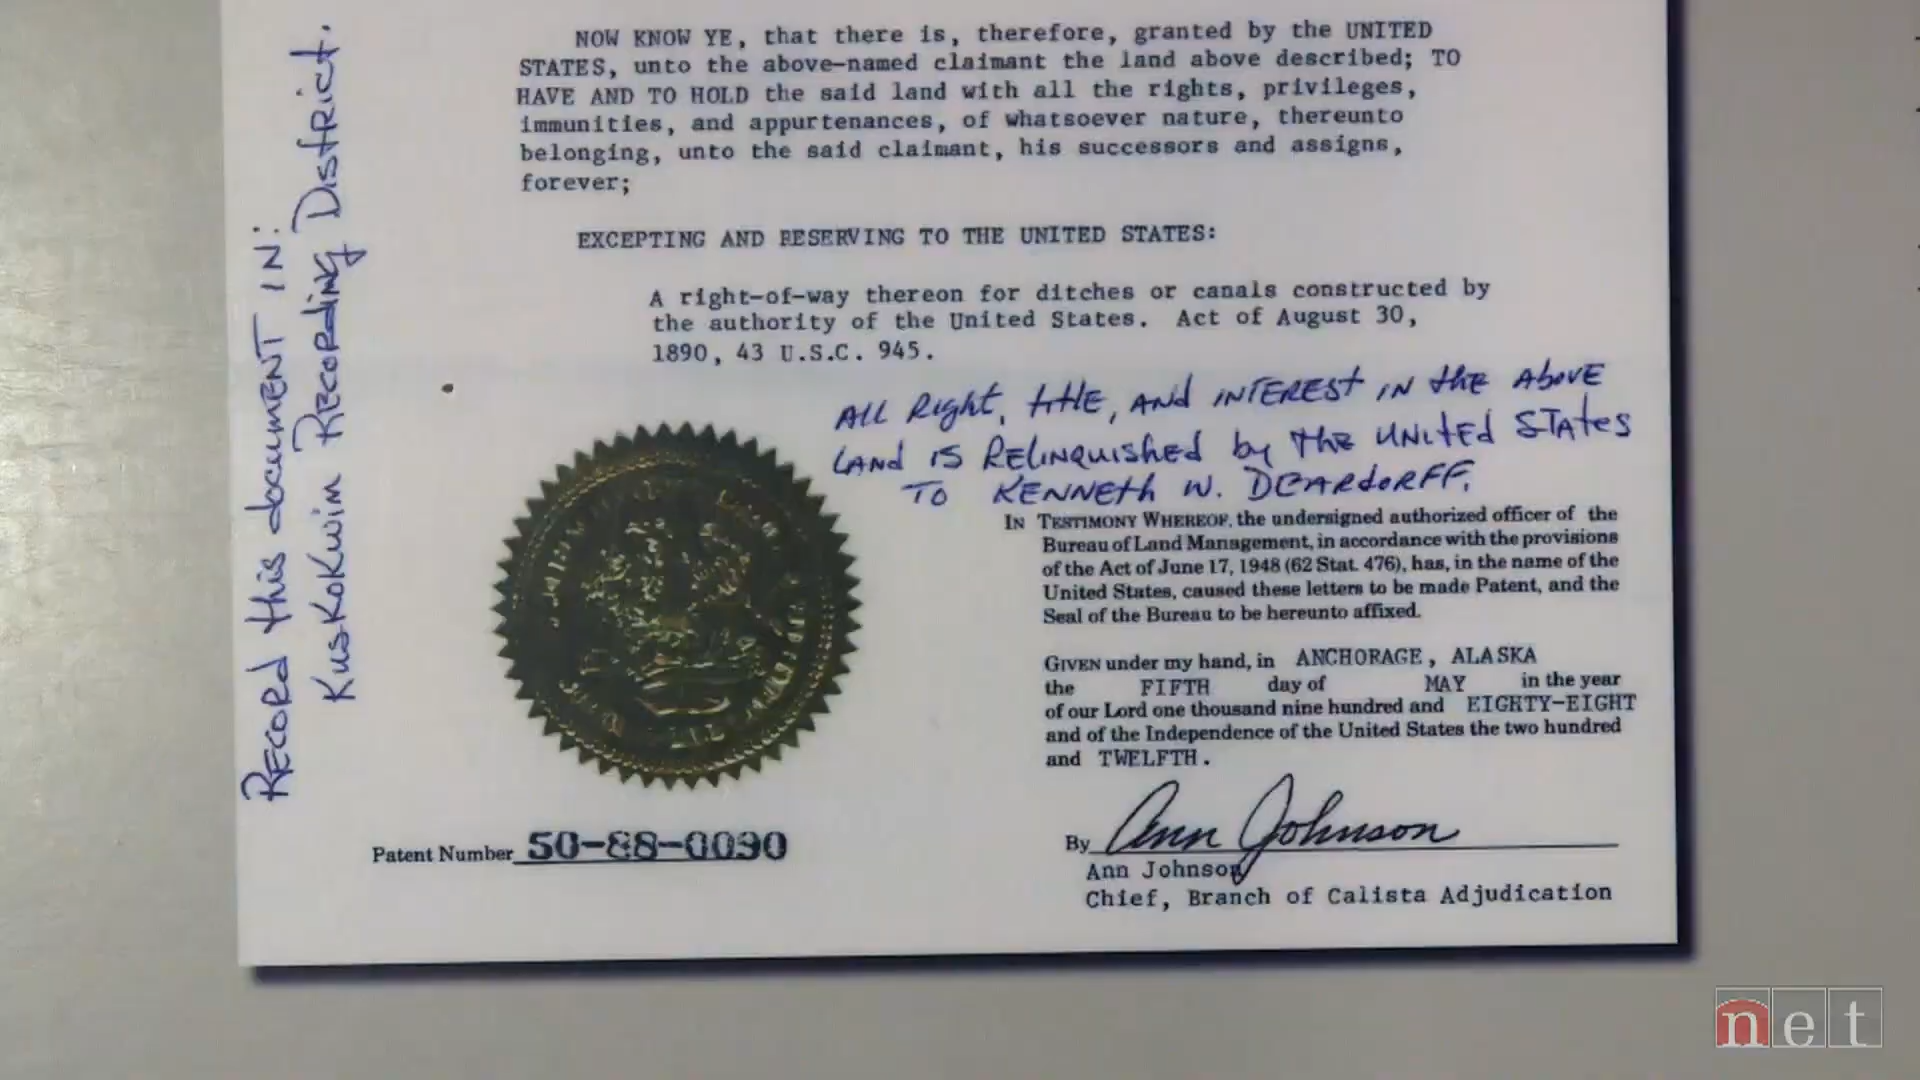 NOW KNOW YE, that there is, therefore, granted by the UNITED
STATES, unto the above-named claimant the land above described; TO
HAVE AND TO HOLD the said land with all the rights, privileges,
immunities, and appurtenances, of whatsoever nature, thereunto
belonging, unto the said claimant, his successors and assigns,
forever;
EXCEPTING AND RESERVING TO THE UNITED STATES:
A right-of-way thereon for ditches or canals constructed by
the authority of the United States. Act of August 30,
1890, 43 U.S.C. 945.
All Right, title, and interest in the above
Land is Relinquished by the United States
To Kenneth W. Deardorff.
IN TESTIMONY WHEREOF, the undersigned authorized officer of the
Bureau of Land Management, in accordance with the provisions
of the Act of June 17, 1948 (62 Stat. 476), has, in the name of the
United States, caused these letters to be made Patent, and the
Seal of the Bureau to be hereunto affixed.
GIVEN under my hand, in ANCHORAGE, ALASKA
the FIFTH day of MAY in the year
of our Lord one thousand nine hundred and EIGHTY-EIGHT
and of the Independence of the United States the two hundred
and TWELFTH.
By Ann Johnson
Ann Johnson
Chief, Branch of Calista Adjudication
Patent Number 50-88-0090
Record this document in:
Kuskokwim Recording District.
net